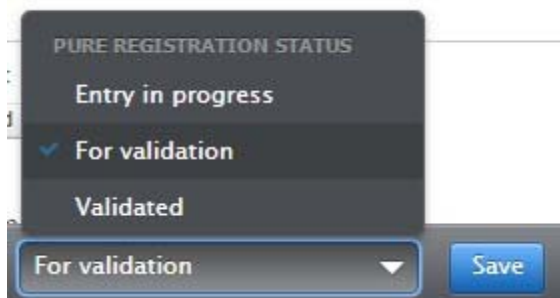 PURE REGISTRATION STATUS
Entry in progress
For validation
Validated
For validation
Save